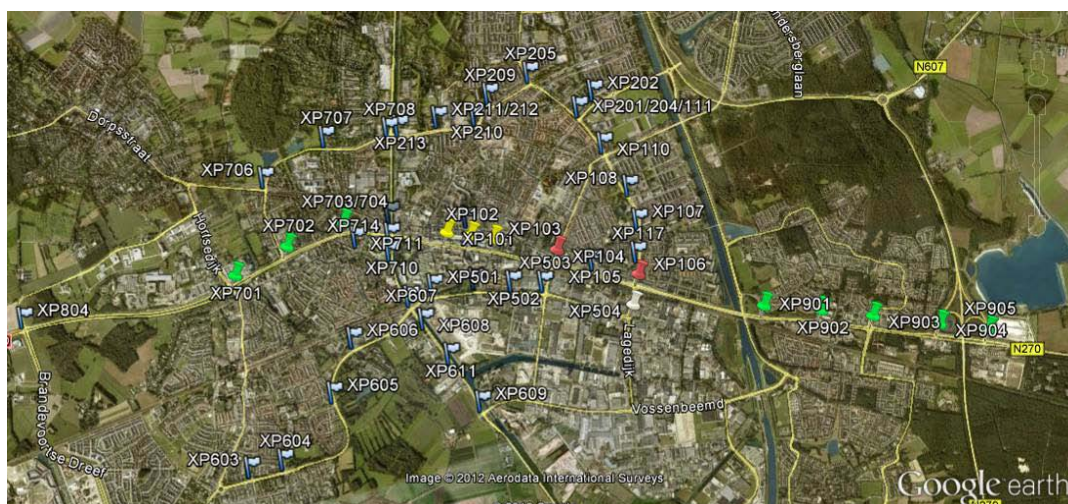 XP205
N607
ndersberglaan
XP209
XP202
XP211/212
XP201/204/111
XP708
XP707
XP210
XP213
XP110
Dorpsstraat
XP706
XP108
XP703/704
XP102
XP107
XP702
XP714
XP103
XP711
XP101
XP117
Hortsedijk
XP710
XP503
XP104
XP106
XP501
XP105
XP701
XP607
XP502
XP901
XP905
XP804
XP504
XP608
XP902
XP903
XP904
XP606
Lagedijk
N270
XP611
XP605
XP609
Vossenbeemd
Brandevoortse Dreef
XP604
XP603
Image © 2012 Aerodata International Surveys
Google earth
N270